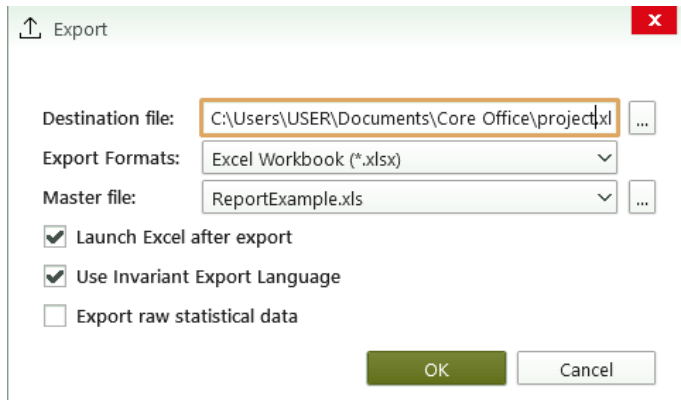 Export
x
Destination file: C:\Users\USER\Documents\Core Office\project.xl ...
Export Formats: Excel Workbook (*.xlsx)
Master file: ReportExample.xls ...
Launch Excel after export
Use Invariant Export Language
Export raw statistical data
OK Cancel